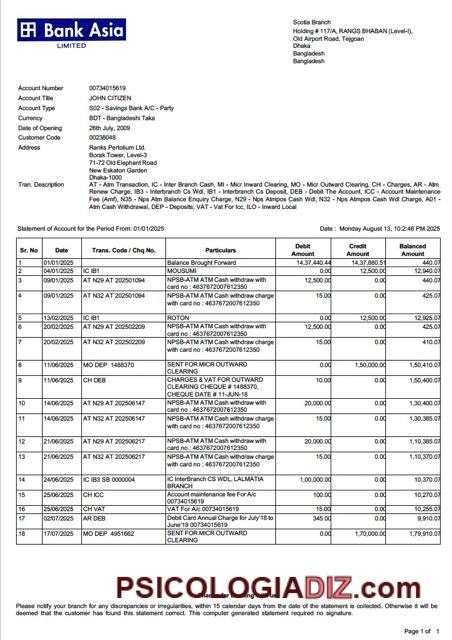 Bank Asia
LIMITED
Scotia Branch
Holding # 117/A, RANGS BHABAN (Level-I),
Old Airport Road, Tejgoan
Dhaka
Bangladesh
Bangladesh
Account Number 00734015619
Account Title JOHN CITIZEN
Account Type S02 - Savings Bank A/C - Party
Currency BDT - Bangladeshi Taka
Date of Opening 26th July, 2009
Customer Code 00238048
Address Ranks Pertolium Ltd.
Borak Tower, Level-3
71-72 Old Elephant Road
New Eskaton Garden
Dhaka-1000
Tran. Description AT - Atm Transaction, IC - Inter Branch Cash, MI - Micr Inward Clearing, MO - Micr Outward Clearing, CH - Charges, AR - Atm
Renew Charge, IB3 - Interbranch Cs Wdl, IB1 - Interbranch Cs Deposit, DEB - Debit The Account, ICC - Account Maintenance
Fee (Amf), N35 - Nps Atm Balance Enquiry Charge, N29 - Nps Atmpos Cash Wdl, N32 - Nps Atmpos Cash Wdl Charge, A01 -
Atm Cash Withdrawal, DEP - Deposits, VAT - Vat For Icc, ILO - Inward Local
Statement of Account for the Period From: 01/01/2025 Date : Monday August 13, 10:2:46 PM 2025
Sr. No Date Trans. Code / Chq No. Particulars Debit Amount Credit Amount Balanced Amount
1 01/01/2025 Balance Brought Forward 14,37,440.44 14,37,880.51 440.07
2 04/01/2025 IC IB1 MOUSUMI 0.00 12,500.00 12,940.07
3 09/01/2025 AT N29 AT 202501094 NPSB-ATM ATM Cash withdraw with 12,500.00 0.00 440.07
card no : 4637672007612350
4 09/01/2025 AT N32 AT 202501094 NPSB-ATM ATM Cash withdraw charge 15.00 0.00 425.07
with card no : 4637672007612350
5 13/02/2025 IC IB1 ROTON 0.00 12,500.00 12,925.07
6 20/02/2025 AT N29 AT 202502209 NPSB-ATM ATM Cash withdraw with 12,500.00 0.00 425.07
card no : 4637672007612350
7 20/02/2025 AT N32 AT 202502209 NPSB-ATM ATM Cash withdraw charge 15.00 0.00 410.07
with card no : 4637672007612350
8 11/06/2025 MO DEP 1488370 SENT FOR MICR OUTWARD 0.00 1,50,000.00 1,50,410.07
CLEARING
9 11/06/2025 CH DEB CHARGES & VAT FOR OUTWARD 10.00 0.00 1,50,400.07
CLEARING CHEQUE # 1488370,
CHEQUE DATE # 11-JUN-18
10 14/06/2025 AT N29 AT 202506147 NPSB-ATM ATM Cash withdraw with 20,000.00 0.00 1,30,400.07
card no : 4637672007612350
11 14/06/2025 AT N32 AT 202506147 NPSB-ATM ATM Cash withdraw charge 15.00 0.00 1,30,385.07
with card no : 4637672007612350
12 21/06/2025 AT N29 AT 202506217 NPSB-ATM ATM Cash withdraw with 20,000.00 0.00 1,10,385.07
card no : 4637672007612350
13 21/06/2025 AT N32 AT 202506217 NPSB-ATM ATM Cash withdraw charge 15.00 0.00 1,10,370.07
with card no : 4637672007612350
14 24/06/2025 IC IB3 SB 0000004 IC InterBranch CS WDL, LALMATIA 1,00,000.00 0.00 10,370.07
BRANCH
15 25/06/2025 CH ICC Account maintenance fee For A/c 100.00 0.00 10,270.07
00734015619
16 25/06/2025 CH VAT VAT For A/c 00734015619 15.00 0.00 10,255.07
17 02/07/2025 AR DEB Debit Card Annual Charge for July'18 to 345.00 0.00 9,910.07
June'19 00734015619
18 17/07/2025 MO DEP 4951662 SENT FOR MICR OUTWARD 0.00 1,70,000.00 1,79,910.07
CLEARING
PSICOLOGIADIZ.com
Please notify your branch for any discrepancies or irregularities, within 15 calendar days from the date of the statement is collected. Otherwise it will be
deemed that the customer has found this statement correct. This computer generated statement required no signature.
Page 1 of 1